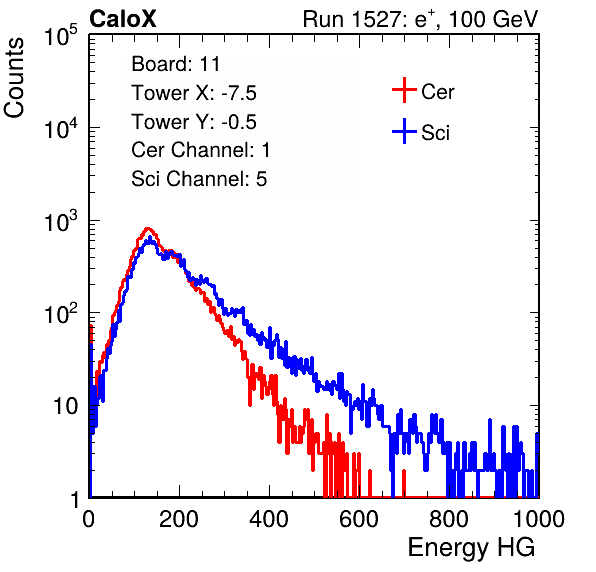 CaloX Run 1527: e⁺, 100 GeV
Counts
10⁵
10⁴
10³
10²
10
1
Board: 11
Tower X: -7.5
Tower Y: -0.5
Cer Channel: 1
Sci Channel: 5
Cer
Sci
0 200 400 600 800 1000
Energy HG